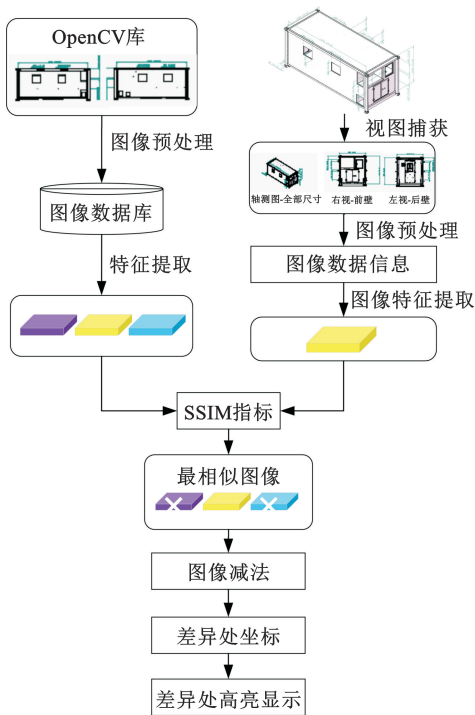 OpenCV库
图像预处理
图像数据库
特征提取
视图捕获
轴测图-全部尺寸 右视-前壁 左视-后壁
图像预处理
图像数据信息
图像特征提取
SSIM指标
最相似图像
图像减法
差异处坐标
差异处高亮显示